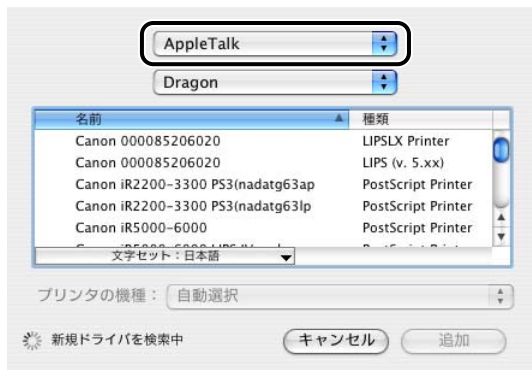 AppleTalk
Dragon
名前 種類
Canon 000085206020 LIPSLX Printer
Canon 000085206020 LIPS (v. 5.xx)
Canon iR2200-3300 PS3(nadatg63ap PostScript Printer
Canon iR2200-3300 PS3(nadatg63lp PostScript Printer
Canon iR5000-6000 PostScript Printer
文字セット：日本語
プリンタの機種： 自動選択
新規ドライバを検索中 キャンセル 追加